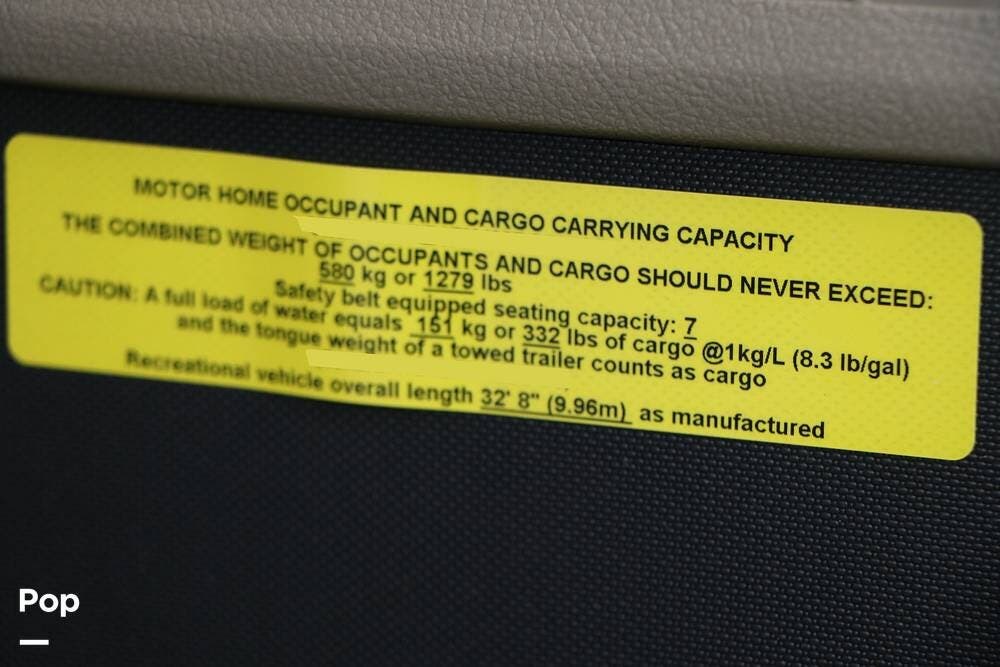 MOTOR HOME OCCUPANT AND CARGO CARRYING CAPACITY
THE COMBINED WEIGHT OF OCCUPANTS AND CARGO SHOULD NEVER EXCEED:
580 kg or 1279 lbs
Safety belt equipped seating capacity: 7
CAUTION: A full load of water equals 151 kg or 332 lbs of cargo @1kg/L (8.3 lb/gal)
and the tongue weight of a towed trailer counts as cargo
Recreational vehicle overall length 32' 8" (9.96m) as manufactured
Pop